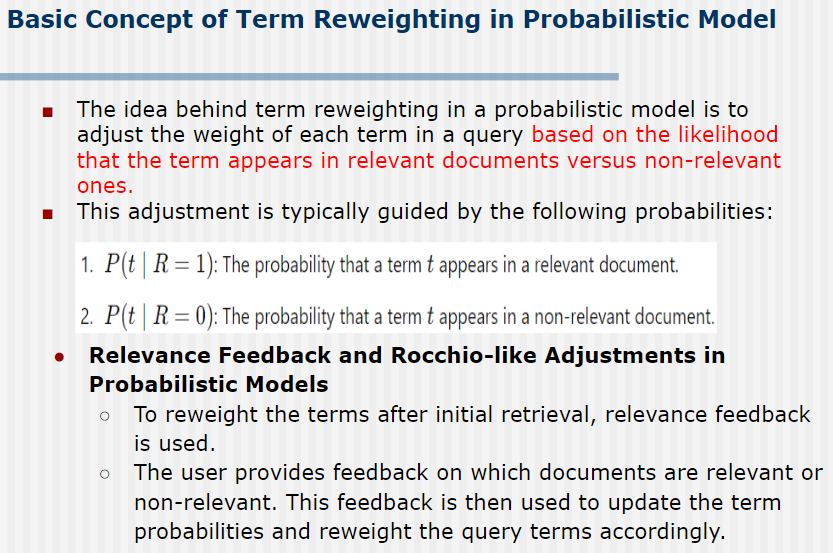 Basic Concept of Term Reweighting in Probabilistic Model
▪ The idea behind term reweighting in a probabilistic model is to
adjust the weight of each term in a query based on the likelihood
that the term appears in relevant documents versus non-relevant
ones.
▪ This adjustment is typically guided by the following probabilities:
1. P(t | R = 1): The probability that a term t appears in a relevant document.
2. P(t | R = 0): The probability that a term t appears in a non-relevant document.
• Relevance Feedback and Rocchio-like Adjustments in
Probabilistic Models
○ To reweight the terms after initial retrieval, relevance feedback
is used.
○ The user provides feedback on which documents are relevant or
non-relevant. This feedback is then used to update the term
probabilities and reweight the query terms accordingly.